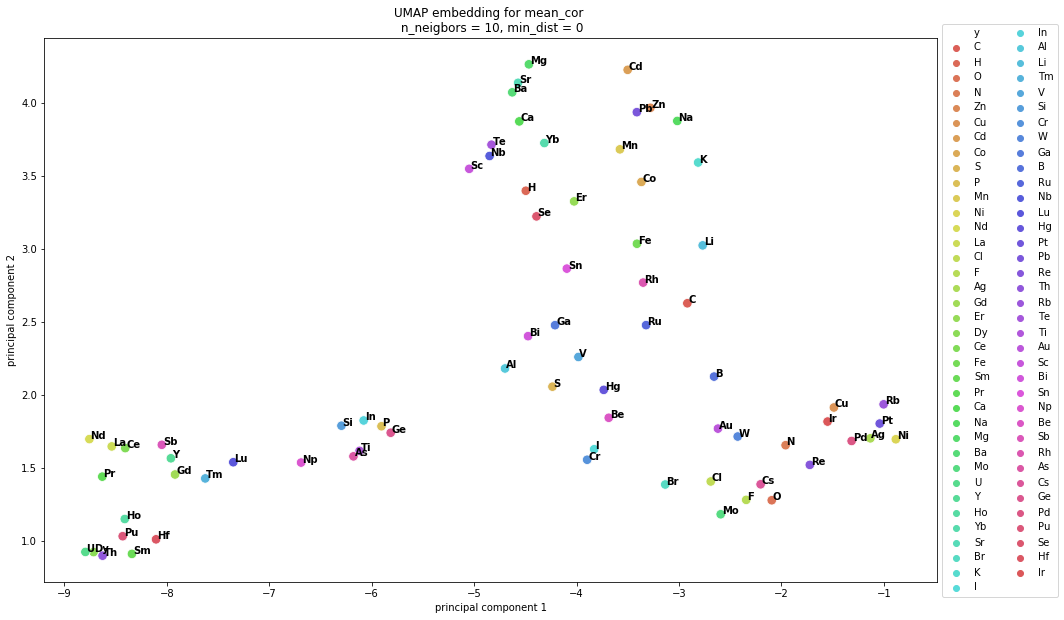 UMAP embedding for mean_cor
n_neigbors = 10, min_dist = 0
principal component 2
4.0
3.5
3.0
2.5
2.0
1.5
1.0
Mg
Cd
Sr
Ba
Pb
Zn
Ca
Na
Te
Yb
Mn
Nb
K
Sc
Co
H
Er
Se
Fe
Li
Sn
Rh
C
Ga
Ru
Bi
V
Al
B
S
Hg
Rb
Cu
Be
Si
In
P
Ir
Pt
Ge
Au
W
Nd
La
Ce
Sb
Ti
As
I
Cr
N
Pd
Ag
Ni
Y
Lu
Np
Re
Pr
Gd
Tm
Br
Cl
Cs
F
O
Mo
Ho
Pu
Hf
U
Dy
Th
Sm
−9
−8
−7
−6
−5
−4
−3
−2
−1
principal component 1
y
C
H
O
N
Zn
Cu
Cd
Co
S
P
Mn
Ni
Nd
La
Cl
F
Ag
Gd
Er
Dy
Ce
Fe
Sm
Pr
Ca
Na
Mg
Ba
Mo
U
Y
Ho
Yb
Sr
Br
K
I
In
Al
Li
Tm
V
Si
Cr
W
Ga
B
Ru
Nb
Lu
Hg
Pt
Pb
Re
Th
Rb
Te
Ti
Au
Sc
Bi
Sn
Np
Be
Sb
Rh
As
Cs
Ge
Pd
Pu
Se
Hf
Ir